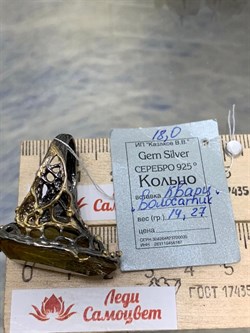 18,0
ИП "Казаков В.В."
Gem Silver
СЕРЕБРО 925°
Кольцо
вставка Кварц
волосатик
вес (гр.) 14,27
цена
Леди
Самоцвет
ГОСТ 17435
17435